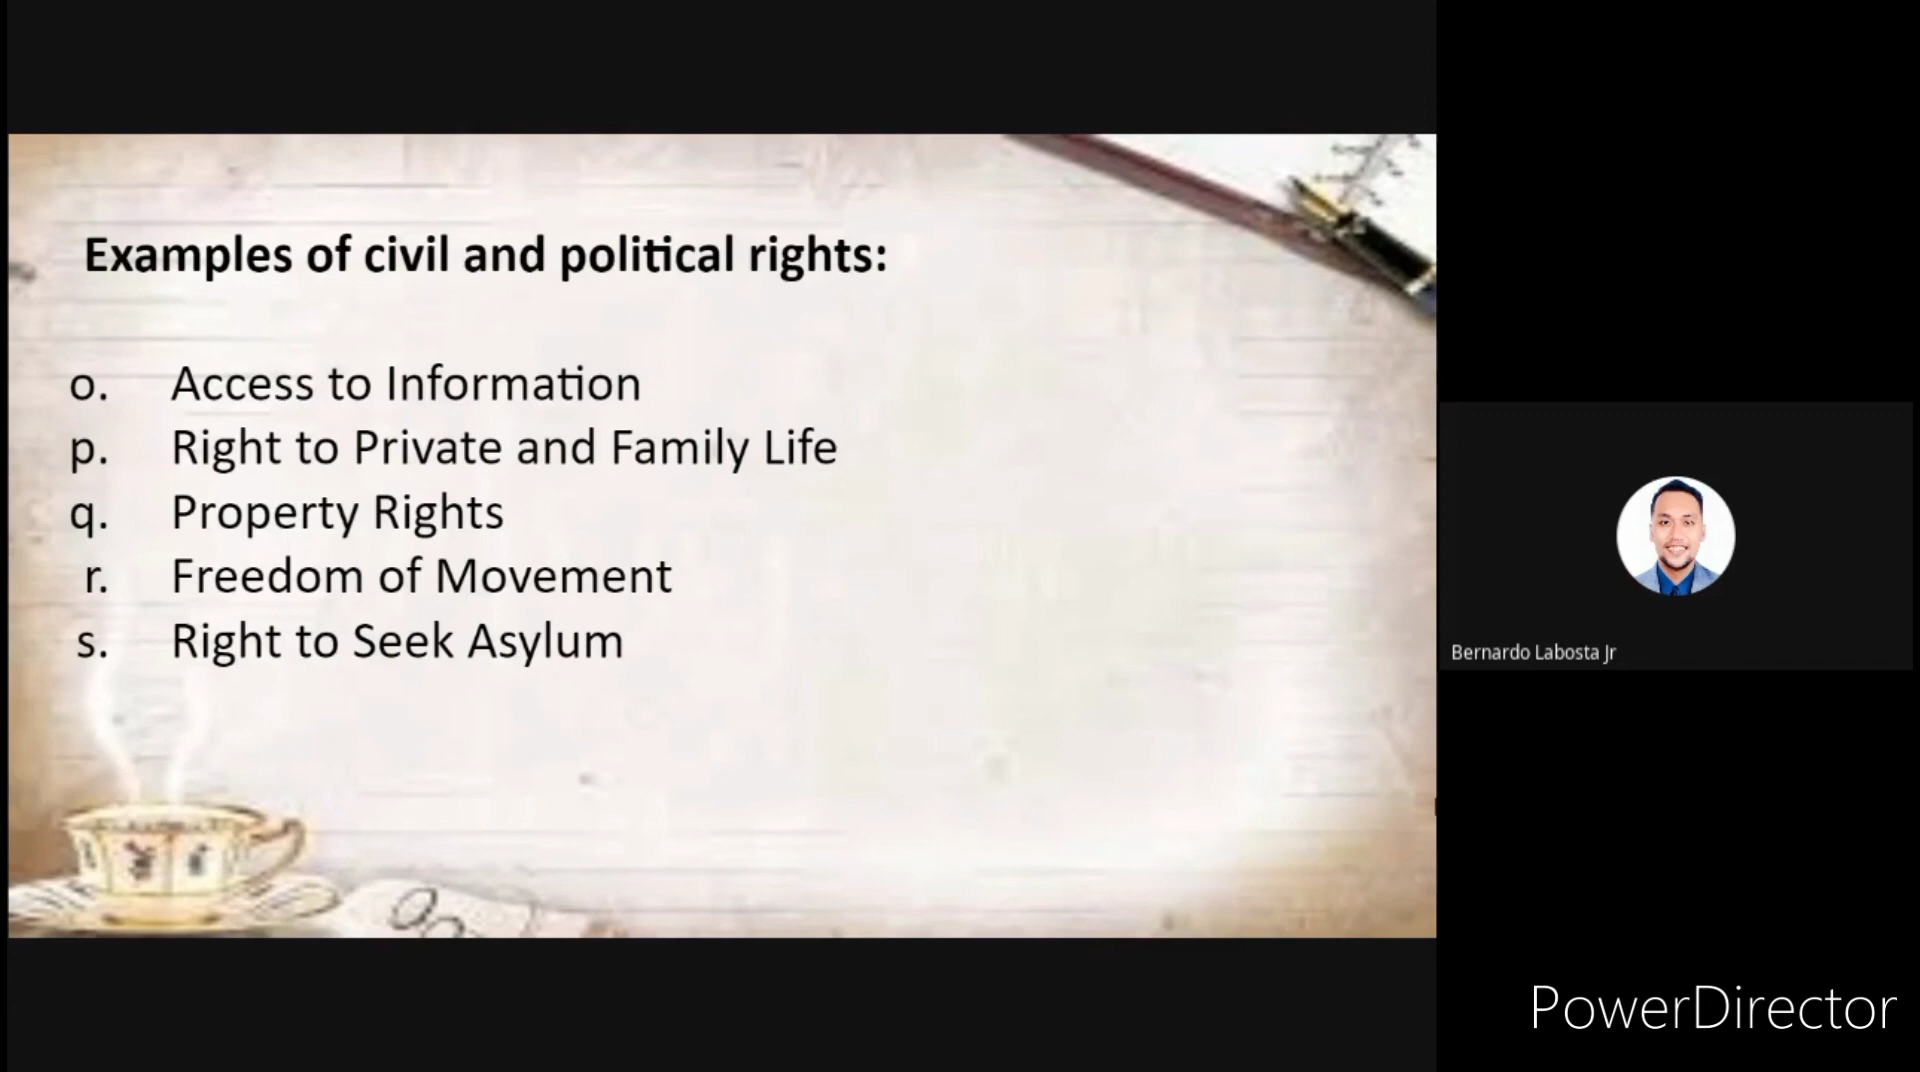 Examples of civil and political rights:
o. Access to Information
p. Right to Private and Family Life
q. Property Rights
r. Freedom of Movement
s. Right to Seek Asylum
Bernardo Labosta Jr
PowerDirector